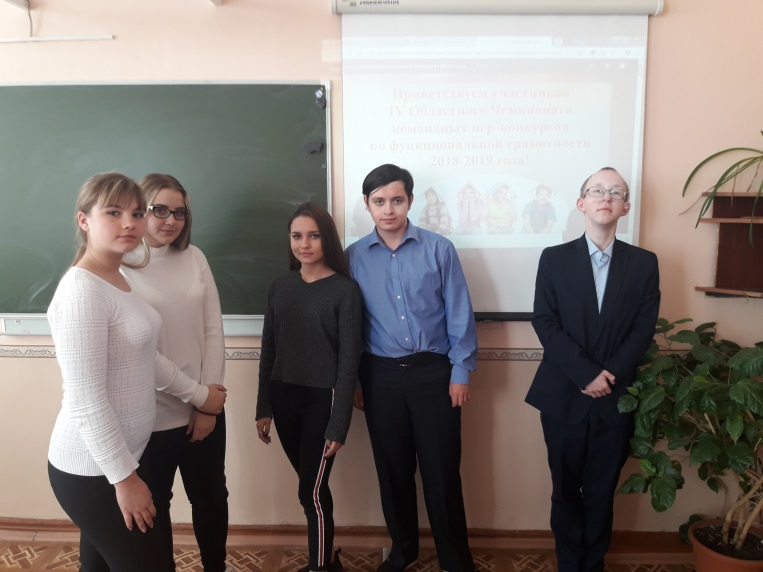 Приветствуем участников
IV Областного Чемпионата
командных игр-конкурсов
по функциональной грамотности
2018-2019 года!